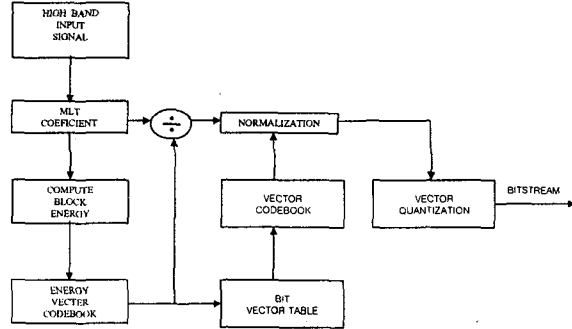 HIGH BAND
INPUT
SIGNAL
MLT
COEFICIENT
÷
NORMALIZATION
COMPUTE
BLOCK
ENERGY
VECTOR
CODEBOOK
VECTOR
QUANTIZATION
BITSTREAM
ENERGY
VECTER
CODEBOOK
BIT
VECTOR TABLE